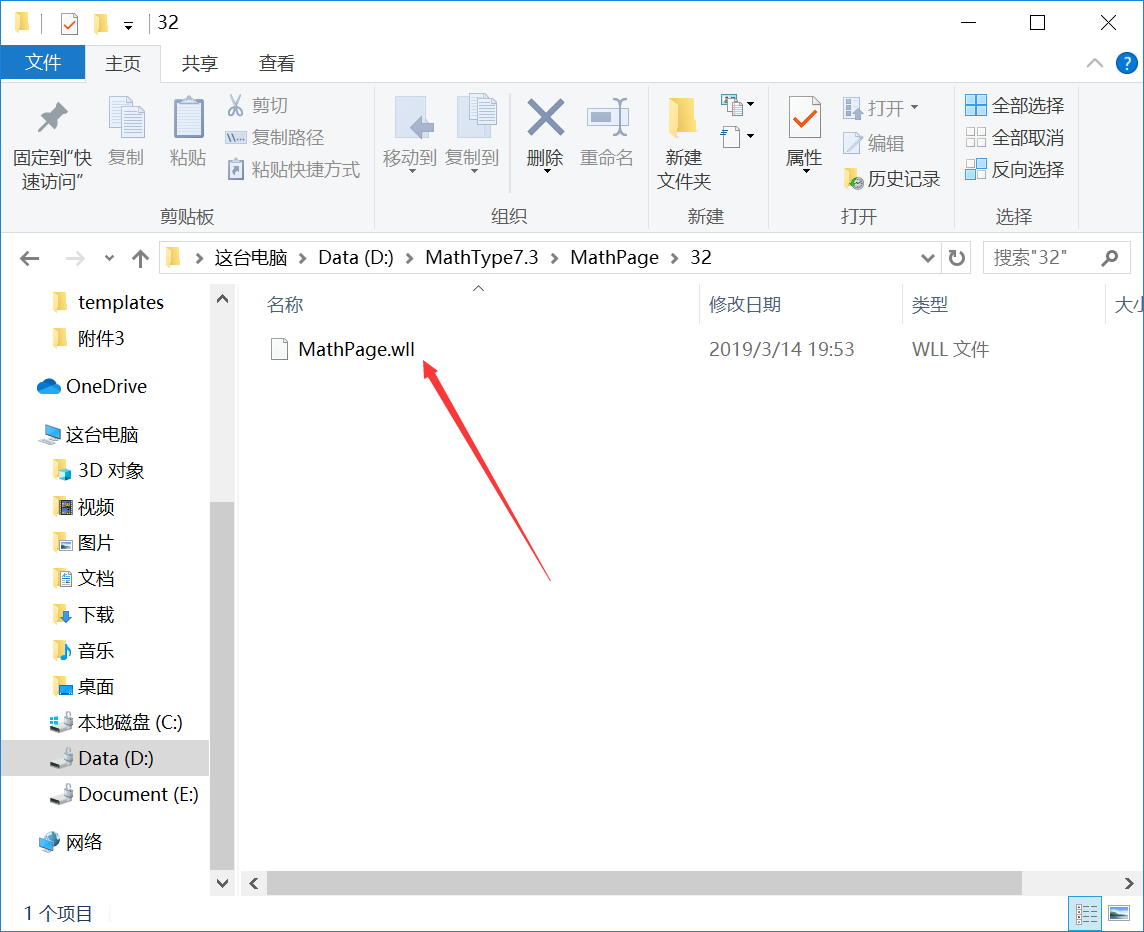 32
文件 主页 共享 查看
固定到"快速访问"
复制
粘贴
剪切
W... 复制路径
粘贴快捷方式
剪贴板
移动到
复制到
删除
重命名
组织
新建
文件夹
新建
属性
打开
编辑
历史记录
打开
全部选择
全部取消
反向选择
选择
这台电脑 > Data (D:) > MathType7.3 > MathPage > 32
搜索"32"
templates
附件3
OneDrive
这台电脑
3D 对象
视频
图片
文档
下载
音乐
桌面
本地磁盘 (C:)
Data (D:)
Document (E:)
网络
名称 修改日期 类型 大小
MathPage.wll 2019/3/14 19:53 WLL 文件
1 个项目